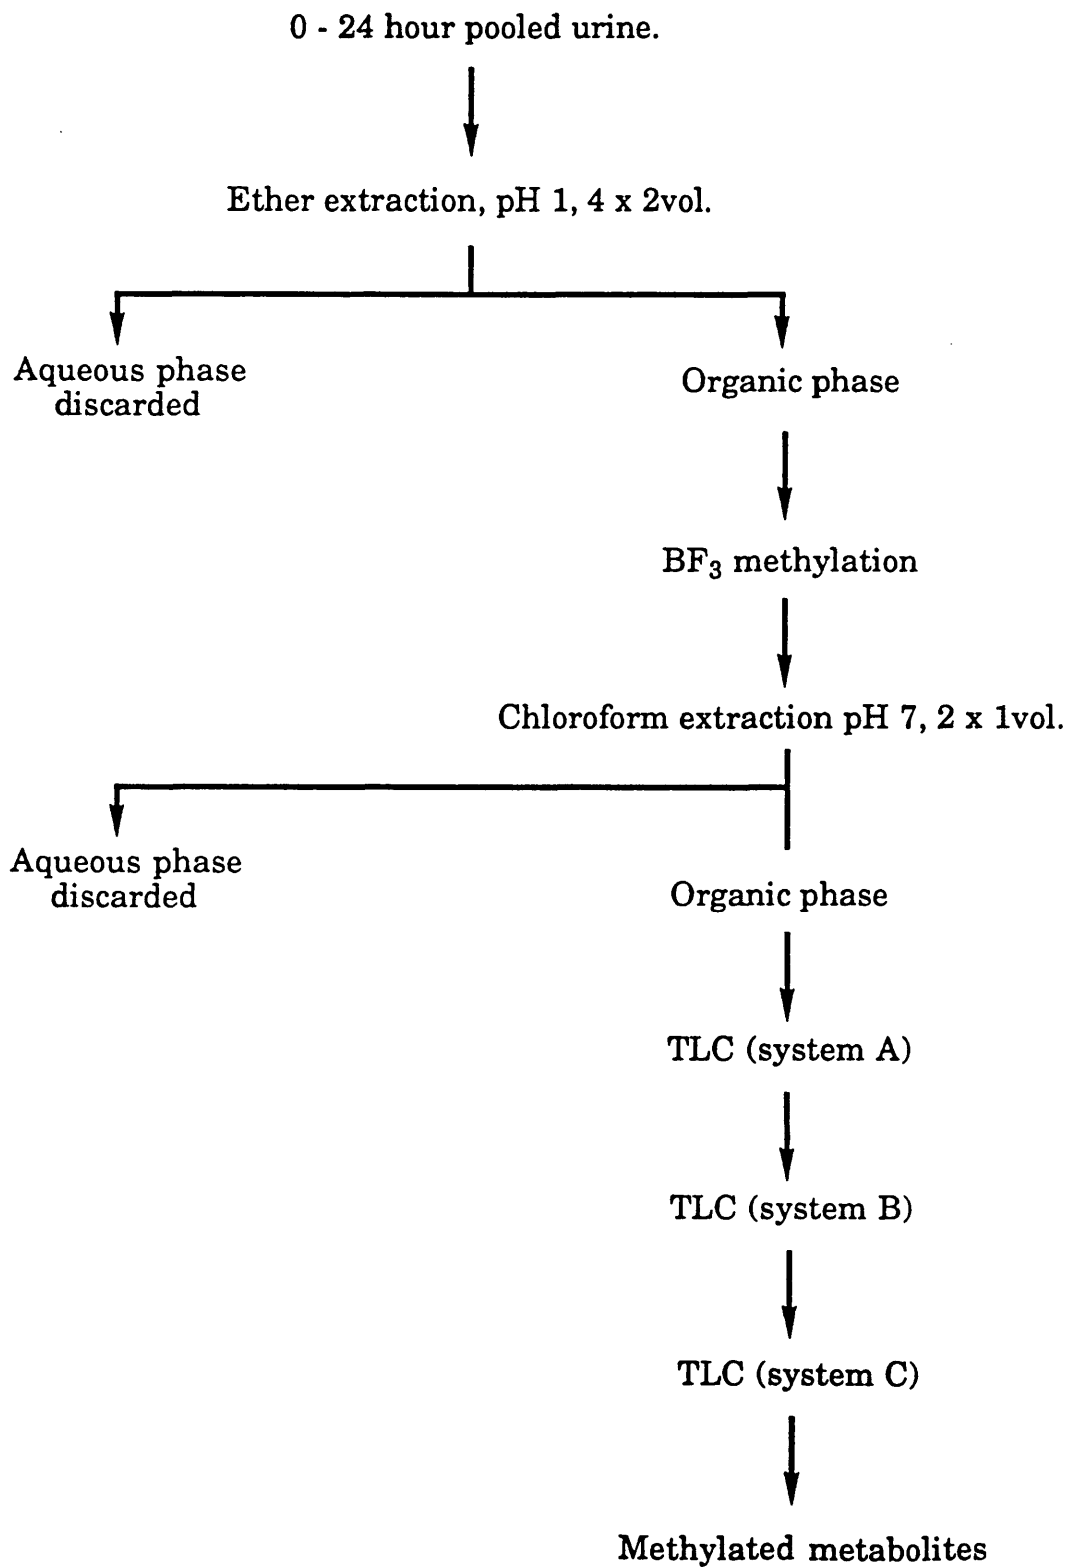 0 - 24 hour pooled urine.
Ether extraction, pH 1, 4 x 2vol.
Aqueous phase
discarded
Organic phase
BF₃ methylation
Chloroform extraction pH 7, 2 x 1vol.
Aqueous phase
discarded
Organic phase
TLC (system A)
TLC (system B)
TLC (system C)
Methylated metabolites